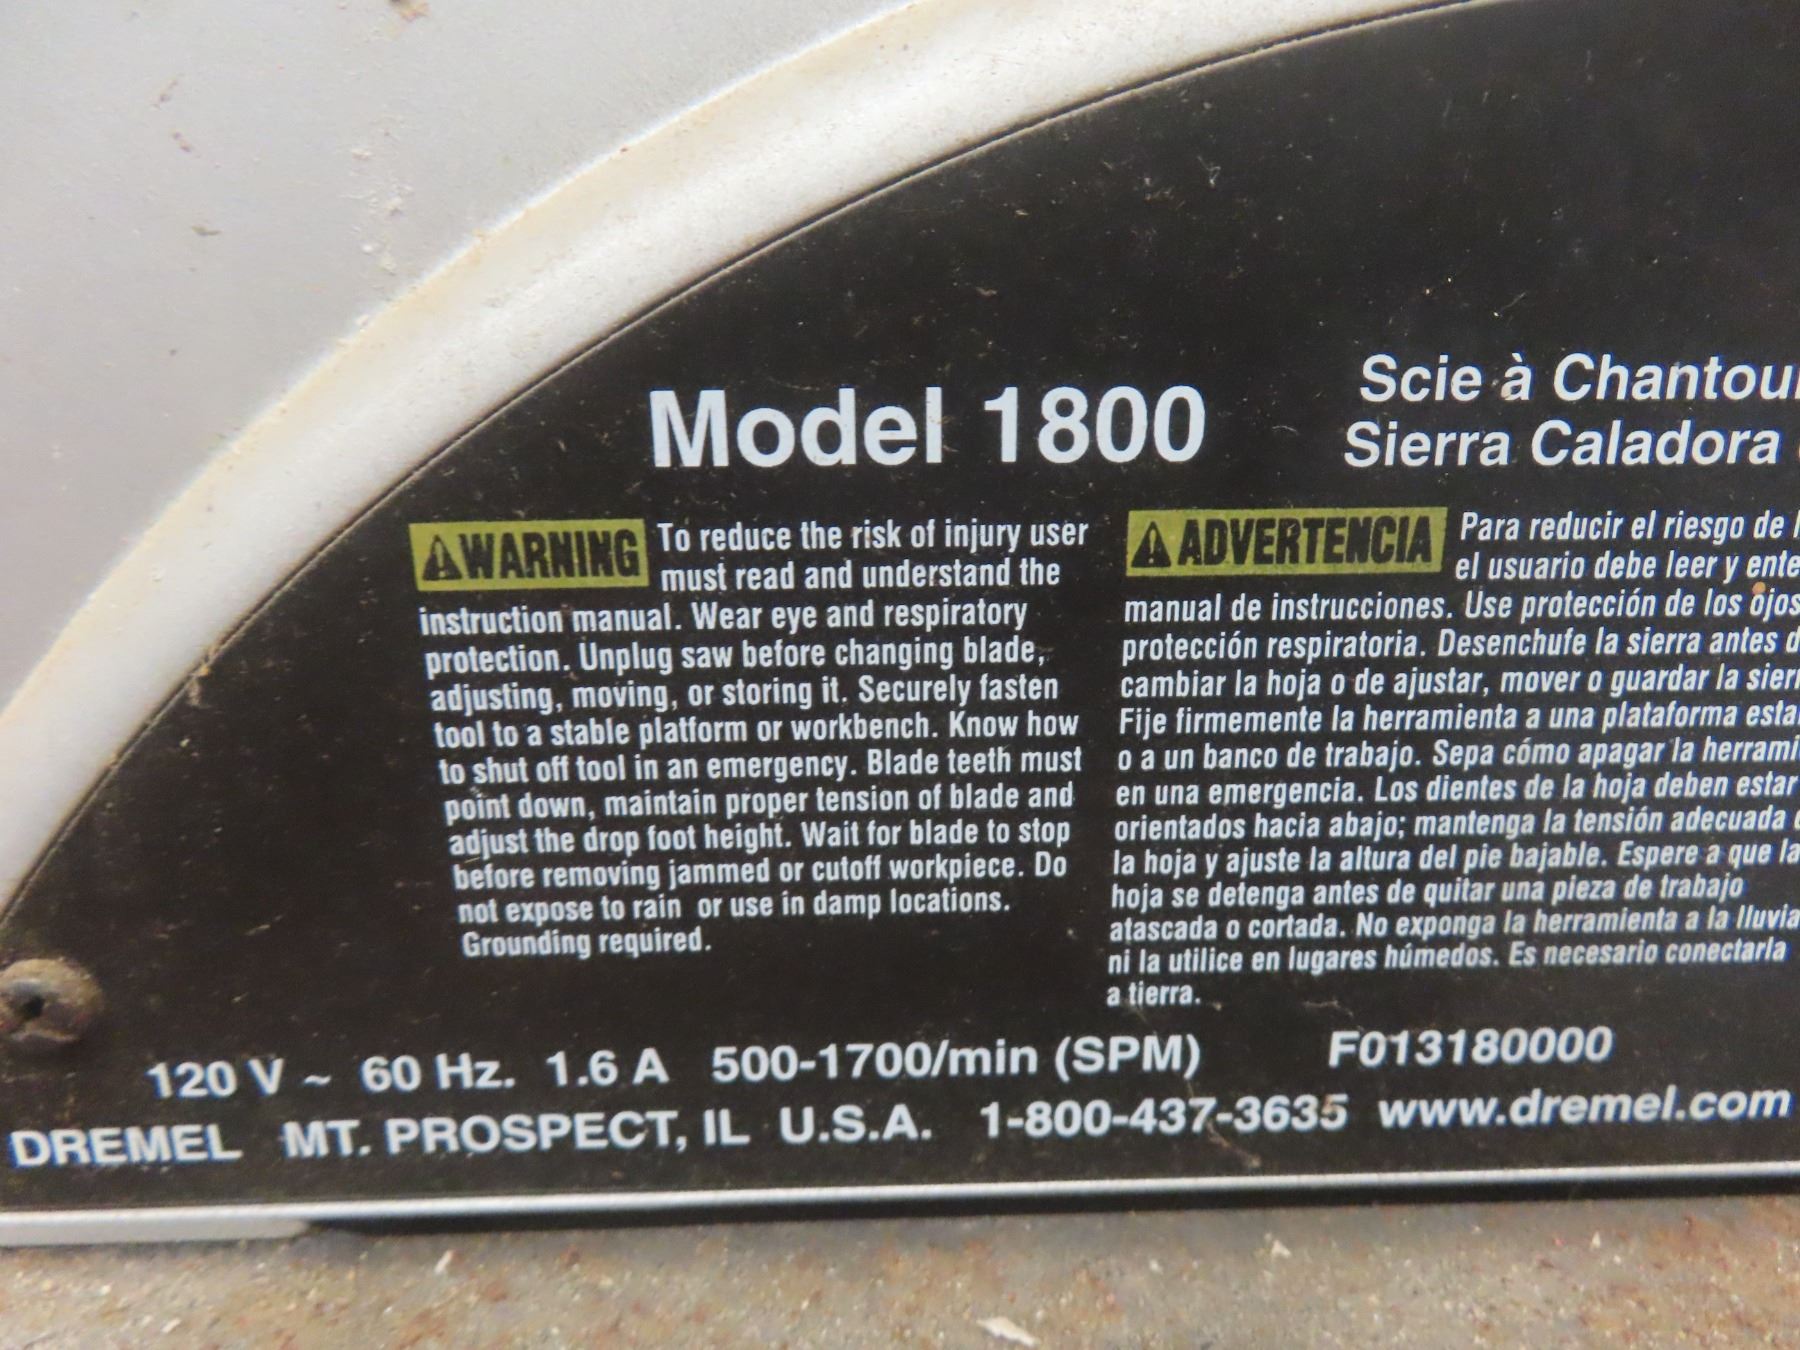 Model 1800
Scie à
Sierra Caladora
WARNING To reduce the risk of injury user
must read and understand the
instruction manual. Wear eye and respiratory
protection. Unplug saw before changing blade,
adjusting, moving, or storing it. Securely fasten
tool to a stable platform or workbench. Know how
to shut off tool in an emergency. Blade teeth must
point down, maintain proper tension of blade and
adjust the drop foot height. Wait for blade to stop
before removing jammed or cutoff workpiece. Do
not expose to rain or use in damp locations.
Grounding required.
ADVERTENCIA Para reducir el riesgo de
el usuario debe leer y
manual de instrucciones. Use protección de los ojos
protección respiratoria. Desenchufe la sierra antes
cambiar la hoja o de ajustar, mover o guardar la
Fije firmemente la herramienta a una plataforma
o a un banco de trabajo. Sepa cómo apagar la
en una emergencia. Los dientes de la hoja deben estar
orientados hacia abajo; mantenga la tensión adecuada
la hoja y ajuste la altura del pie bajable. Espere a que la
hoja se detenga antes de quitar una pieza de trabajo
atascada o cortada. No exponga la herramienta a la lluvia
ni la utilice en lugares húmedos. Es necesario conectarla
a tierra.
120 V ~ 60 Hz. 1.6 A 500-1700/min (SPM) F013180000
DREMEL MT. PROSPECT, IL U.S.A. 1-800-437-3635 www.dremel.com